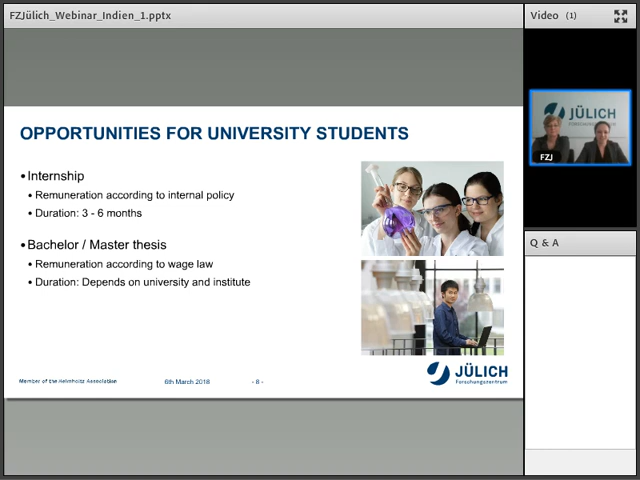 FZJülich_Webinar_Indien_1.pptx
Video (1)
OPPORTUNITIES FOR UNIVERSITY STUDENTS
• Internship
• Remuneration according to internal policy
• Duration: 3 - 6 months
• Bachelor / Master thesis
• Remuneration according to wage law
• Duration: Depends on university and institute
Member of the Helmholtz Association
6th March 2018
- 8 -
JÜLICH
Forschungszentrum
JÜLICH
FZJ
Q & A